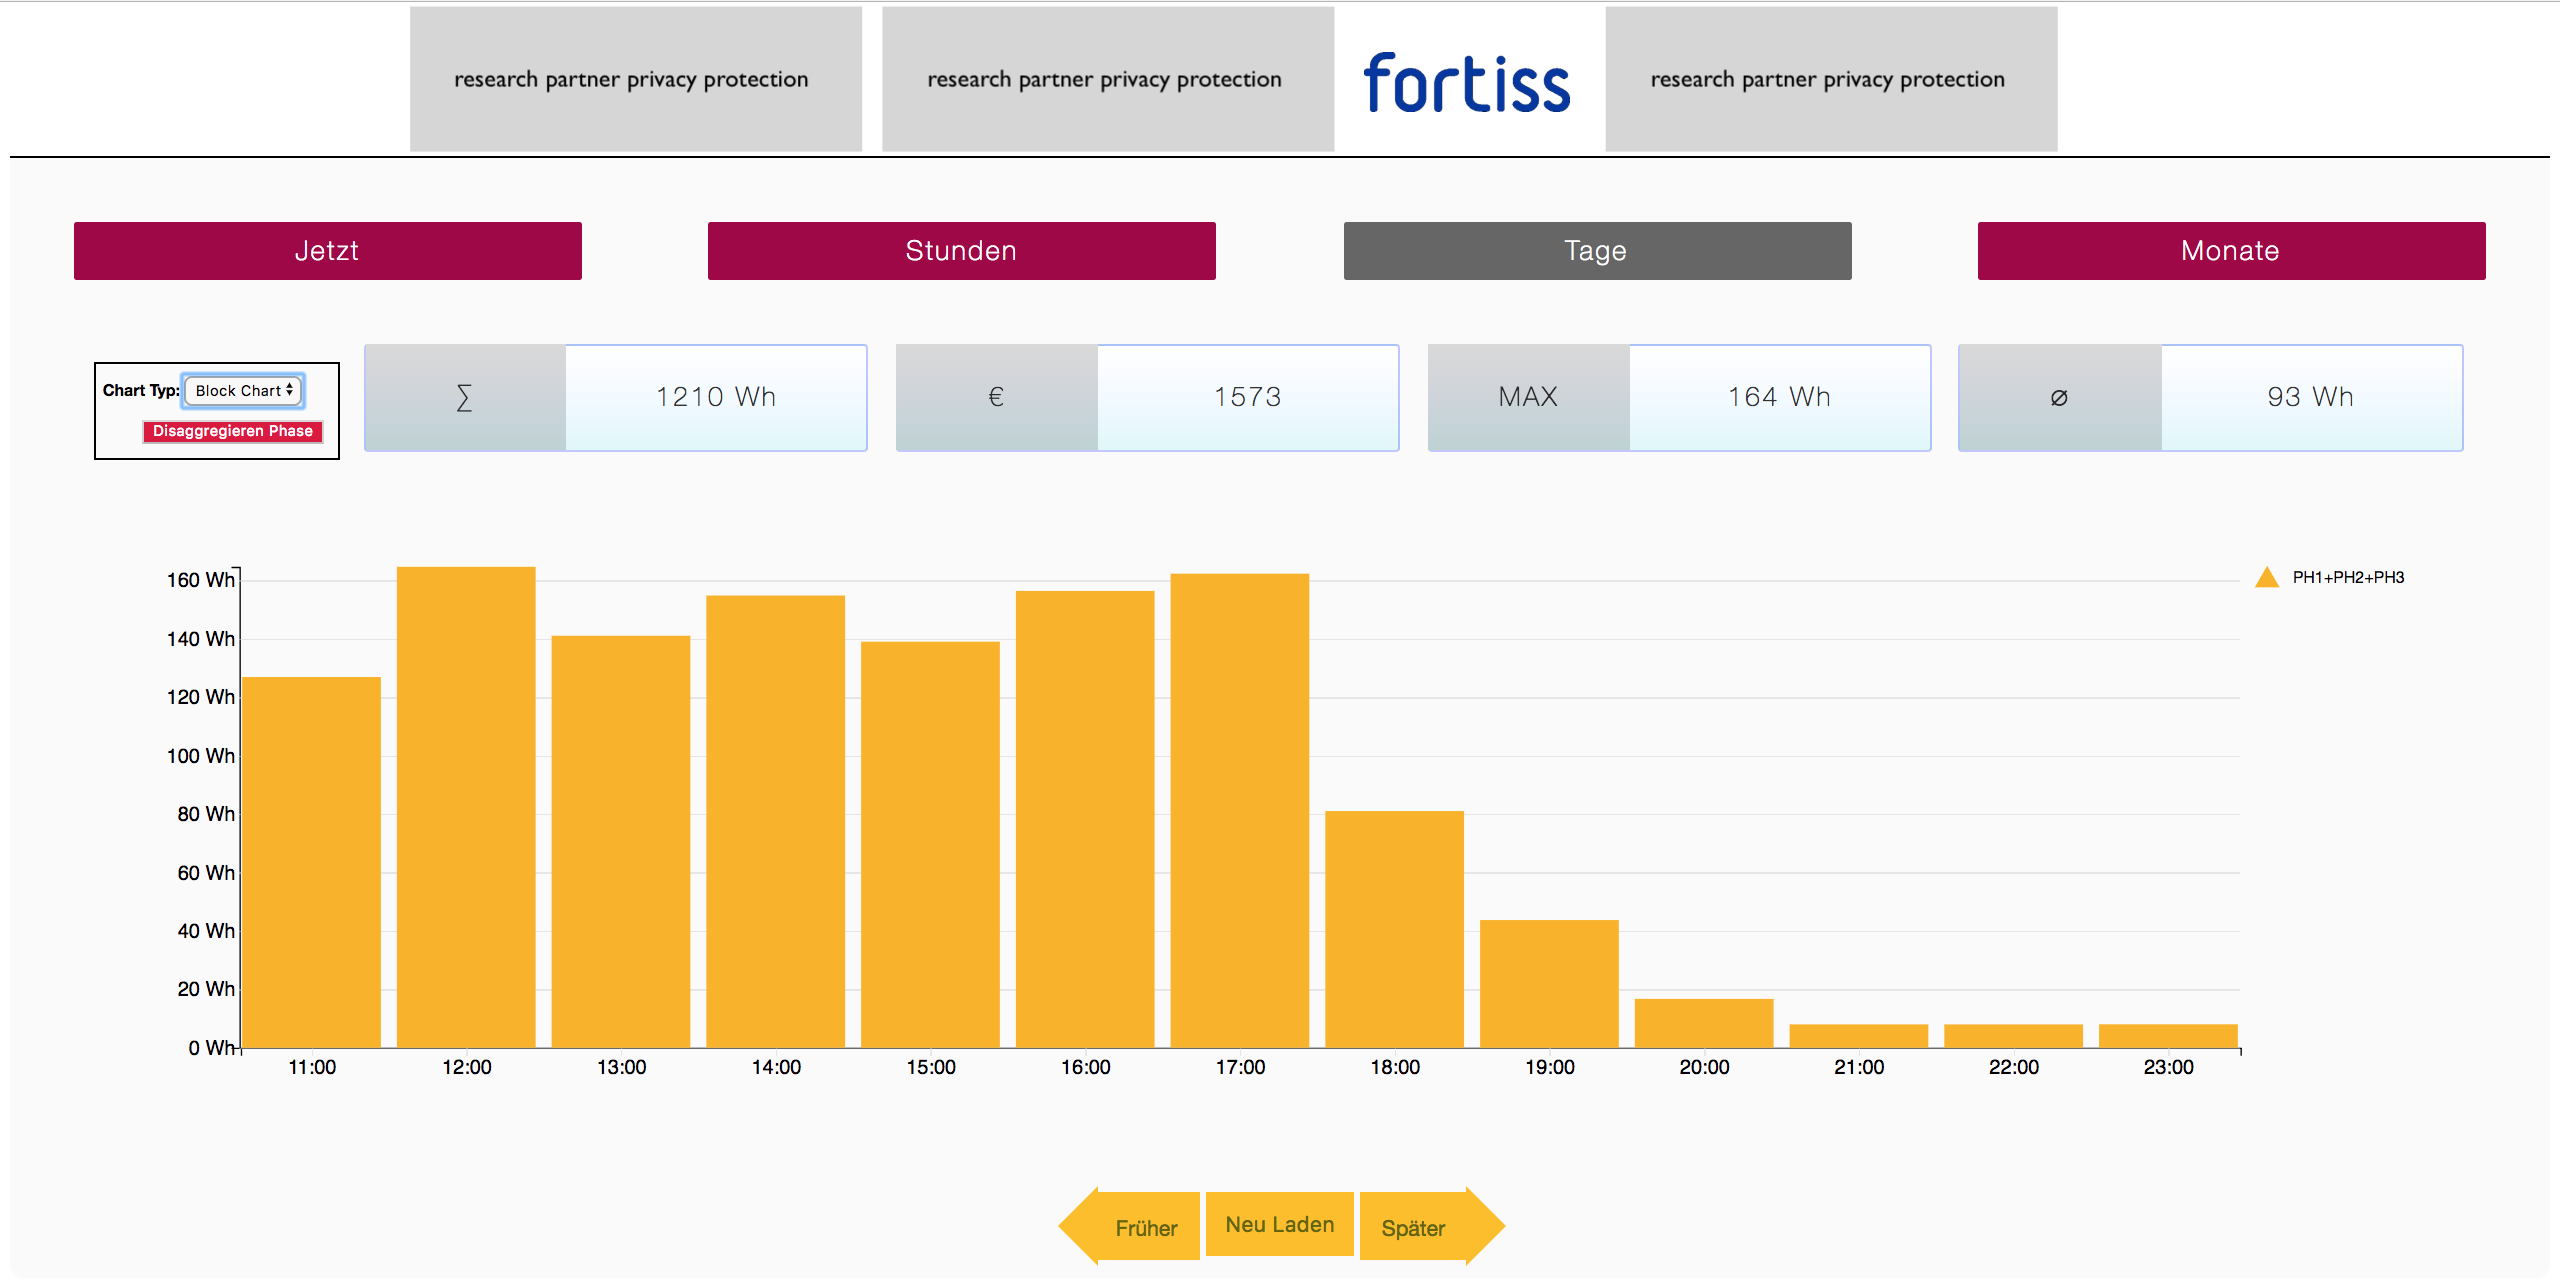 research partner privacy protection
research partner privacy protection
fortiss
research partner privacy protection
Jetzt
Stunden
Tage
Monate
Chart Typ: Block Chart
Disaggregieren Phase
∑ 1210 Wh
€ 1573
MAX 164 Wh
⌀ 93 Wh
160 Wh
140 Wh
120 Wh
100 Wh
80 Wh
60 Wh
40 Wh
20 Wh
0 Wh
PH1+PH2+PH3
11:00 12:00 13:00 14:00 15:00 16:00 17:00 18:00 19:00 20:00 21:00 22:00 23:00
Früher
Neu Laden
Später